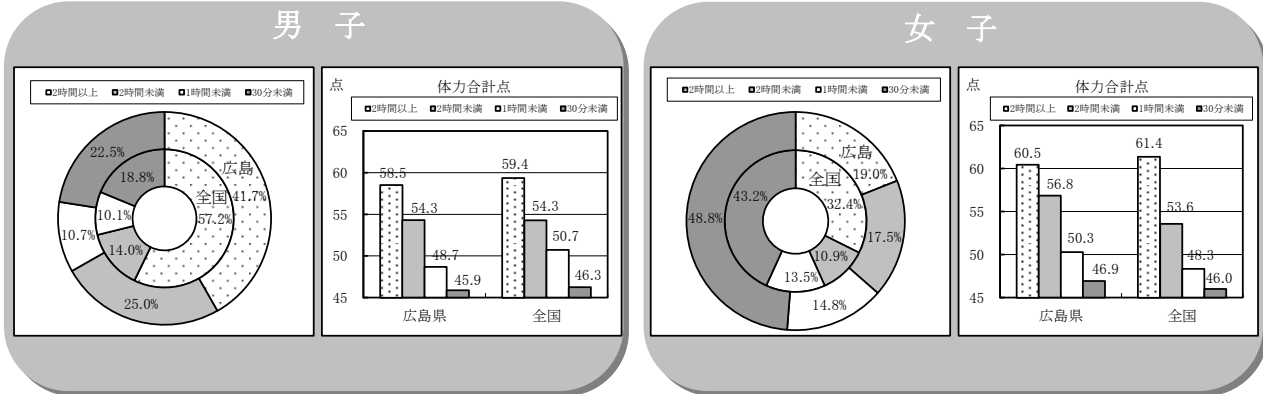 男 子
□2時間以上 ■2時間未満 □1時間未満 ■30分未満
22.5%
18.8%
広島
全国
41.7%
57.2%
10.1%
10.7%
14.0%
25.0%
点
体力合計点
□2時間以上 ■2時間未満 □1時間未満 ■30分未満
65
60
55
50
45
58.5
54.3
48.7
45.9
59.4
54.3
50.7
46.3
広島県
全国
女 子
■2時間以上 ■2時間未満 □1時間未満 ■30分未満
広島
19.0%
全国
32.4%
43.2%
48.8%
17.5%
10.9%
13.5%
14.8%
点
体力合計点
□2時間以上 ■2時間未満 □1時間未満 ■30分未満
65
60
55
50
45
60.5
56.8
50.3
46.9
61.4
53.6
48.3
46.0
広島県
全国